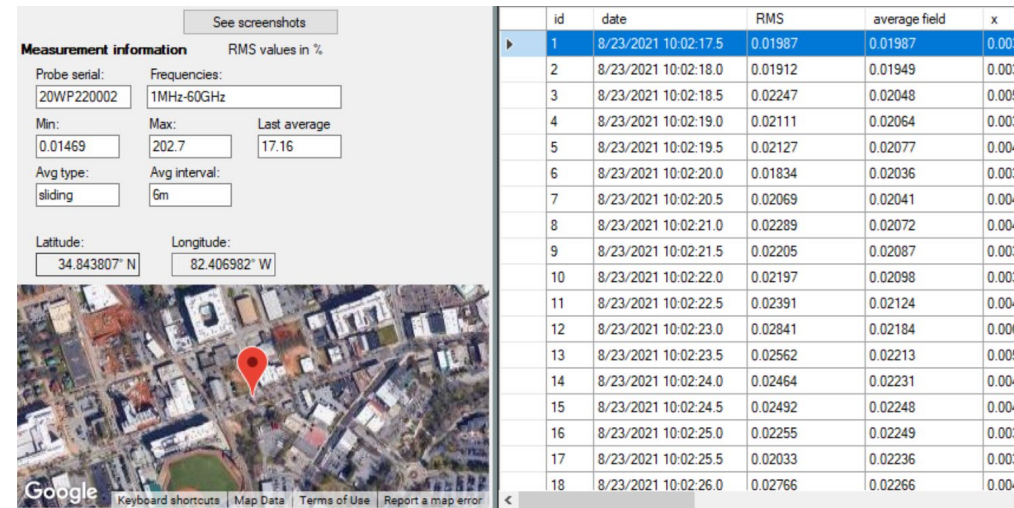 See screenshots
Measurement information RMS values in %
Probe serial: Frequencies:
20WP220002 1MHz-60GHz
Min: Max: Last average
0.01469 202.7 17.16
Avg type: Avg interval:
sliding 6m
Latitude: Longitude:
34.843807° N 82.406982° W
Google
Keyboard shortcuts Map Data Terms of Use Report a map error
id date RMS average field x
1 8/23/2021 10:02:17.5 0.01987 0.01987
2 8/23/2021 10:02:18.0 0.01912 0.01949
3 8/23/2021 10:02:18.5 0.02247 0.02048
4 8/23/2021 10:02:19.0 0.02111 0.02064
5 8/23/2021 10:02:19.5 0.02127 0.02077
6 8/23/2021 10:02:20.0 0.01834 0.02036
7 8/23/2021 10:02:20.5 0.02069 0.02041
8 8/23/2021 10:02:21.0 0.02289 0.02072
9 8/23/2021 10:02:21.5 0.02205 0.02087
10 8/23/2021 10:02:22.0 0.02197 0.02098
11 8/23/2021 10:02:22.5 0.02391 0.02124
12 8/23/2021 10:02:23.0 0.02841 0.02184
13 8/23/2021 10:02:23.5 0.02562 0.02213
14 8/23/2021 10:02:24.0 0.02464 0.02231
15 8/23/2021 10:02:24.5 0.02492 0.02248
16 8/23/2021 10:02:25.0 0.02255 0.02249
17 8/23/2021 10:02:25.5 0.02033 0.02236
18 8/23/2021 10:02:26.0 0.02766 0.02266